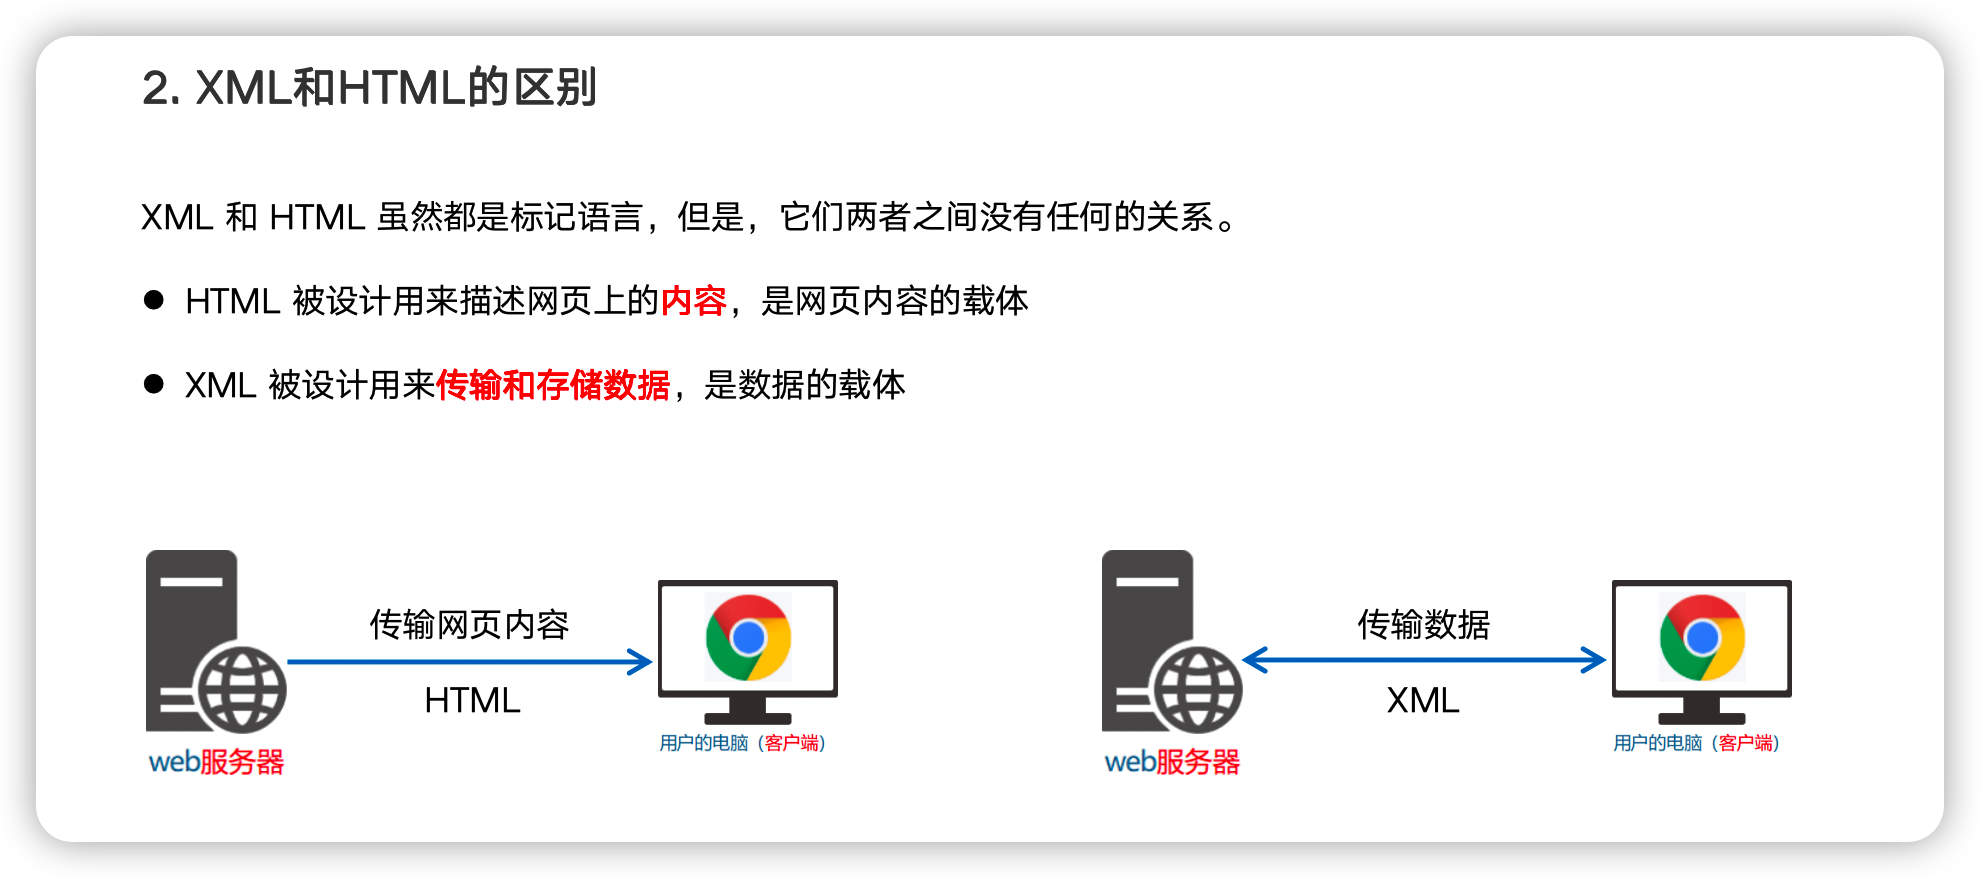 2. XML和HTML的区别
XML 和 HTML 虽然都是标记语言，但是，它们两者之间没有任何的关系。
● HTML 被设计用来描述网页上的内容，是网页内容的载体
● XML 被设计用来传输和存储数据，是数据的载体
传输网页内容
HTML
web服务器
用户的电脑（客户端）
传输数据
XML
web服务器
用户的电脑（客户端）